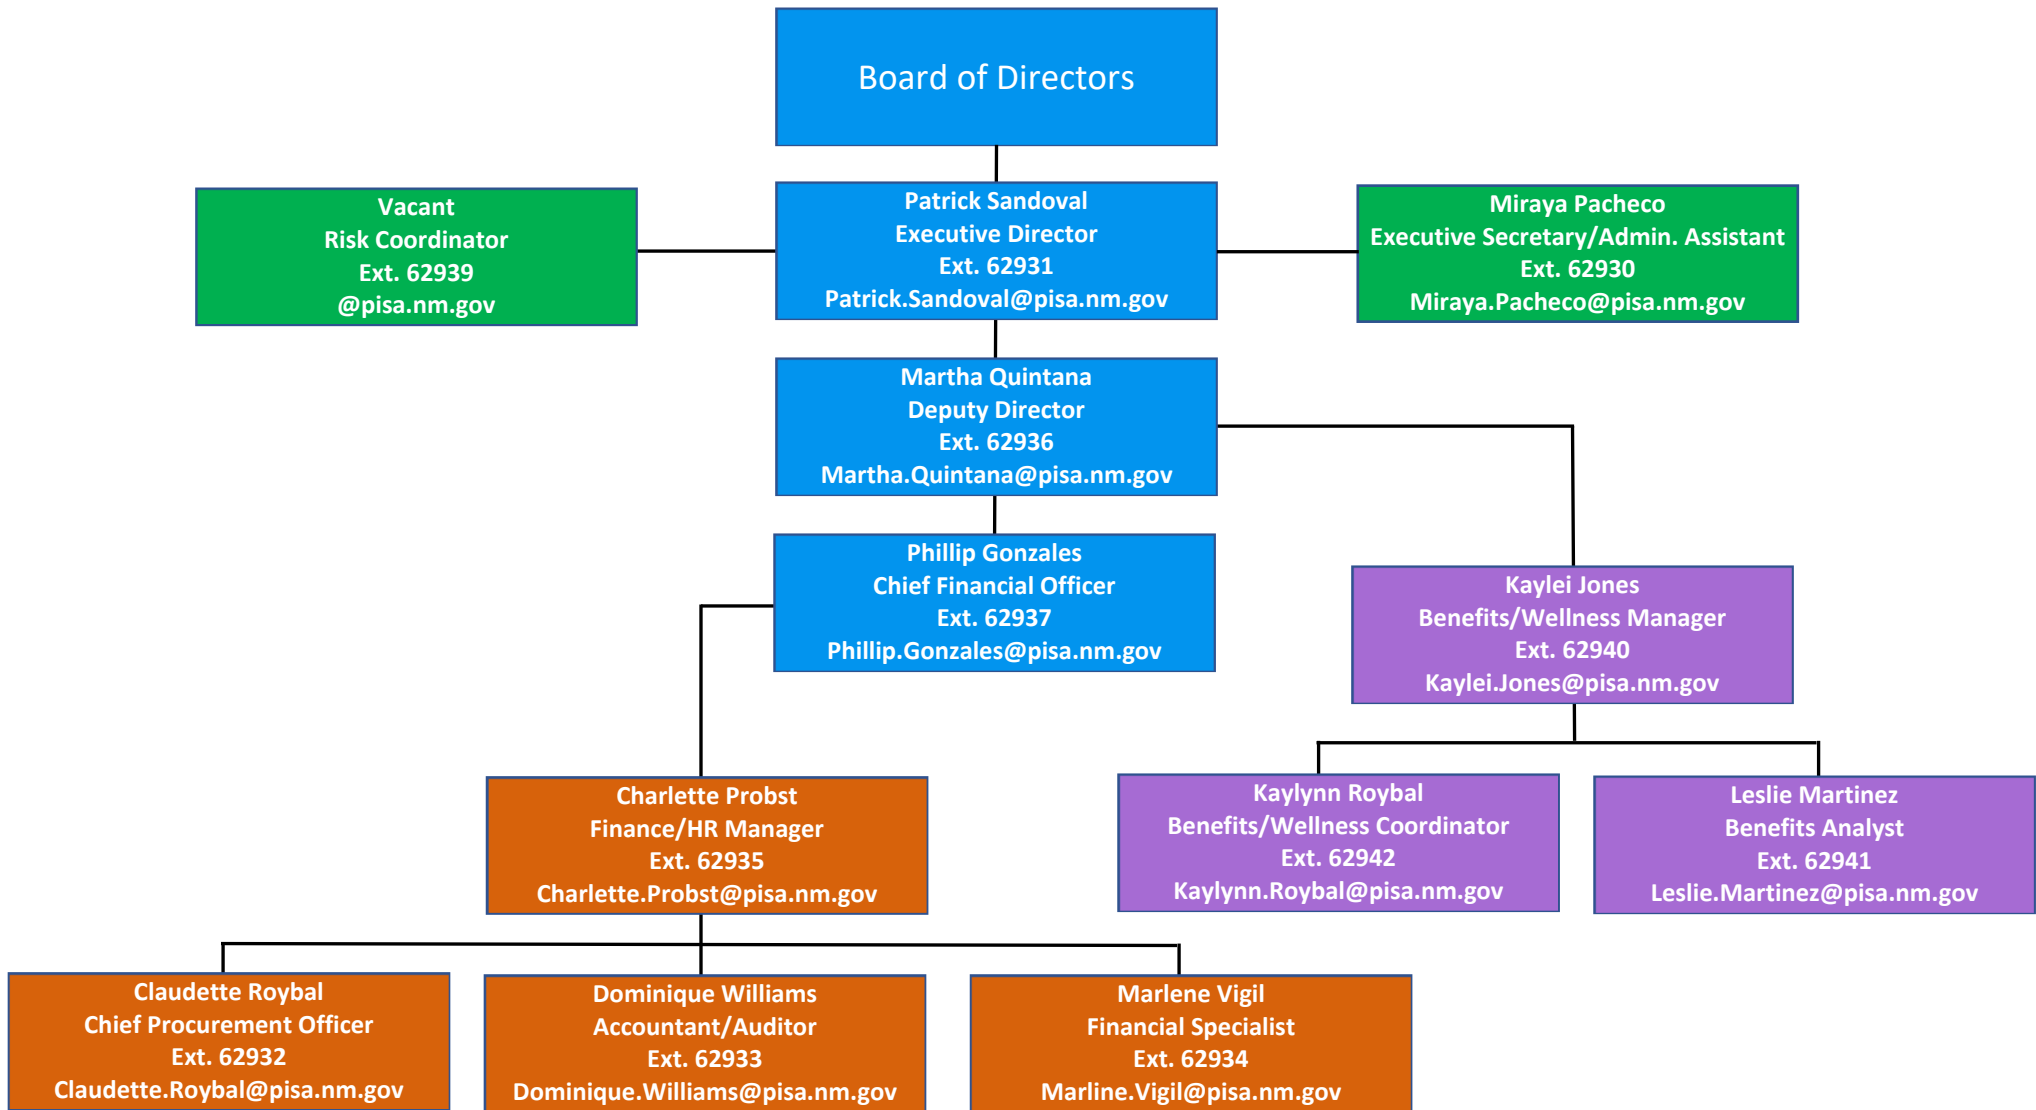 Board of Directors
Vacant
Risk Coordinator
Ext. 62939
@pisa.nm.gov
Patrick Sandoval
Executive Director
Ext. 62931
Patrick.Sandoval@pisa.nm.gov
Miraya Pacheco
Executive Secretary/Admin. Assistant
Ext. 62930
Miraya.Pacheco@pisa.nm.gov
Martha Quintana
Deputy Director
Ext. 62936
Martha.Quintana@pisa.nm.gov
Phillip Gonzales
Chief Financial Officer
Ext. 62937
Phillip.Gonzales@pisa.nm.gov
Kaylei Jones
Benefits/Wellness Manager
Ext. 62940
Kaylei.Jones@pisa.nm.gov
Charlette Probst
Finance/HR Manager
Ext. 62935
Charlette.Probst@pisa.nm.gov
Kaylynn Roybal
Benefits/Wellness Coordinator
Ext. 62942
Kaylynn.Roybal@pisa.nm.gov
Leslie Martinez
Benefits Analyst
Ext. 62941
Leslie.Martinez@pisa.nm.gov
Claudette Roybal
Chief Procurement Officer
Ext. 62932
Claudette.Roybal@pisa.nm.gov
Dominique Williams
Accountant/Auditor
Ext. 62933
Dominique.Williams@pisa.nm.gov
Marlene Vigil
Financial Specialist
Ext. 62934
Marline.Vigil@pisa.nm.gov